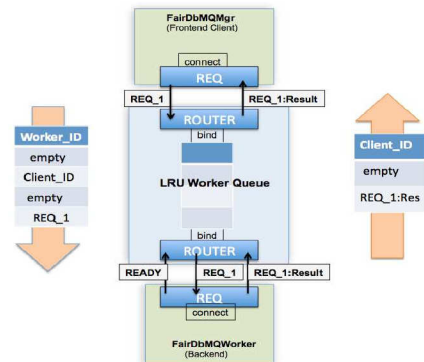 FairDbMQMgr
(Frontend Client)
connect
REQ
REQ_1
REQ_1:Result
ROUTER
bind
LRU Worker Queue
bind
ROUTER
READY
REQ_1
REQ_1:Result
REQ
connect
FairDbMQWorker
(Backend)
Worker_ID
empty
Client_ID
empty
REQ_1
Client_ID
empty
REQ_1:Res